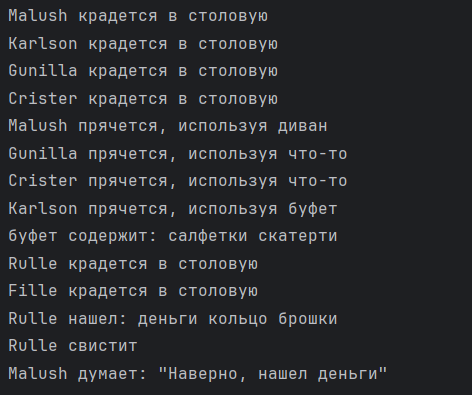 Malush крадется в столовую
Karlson крадется в столовую
Gunilla крадется в столовую
Crister крадется в столовую
Malush прячется, используя диван
Gunilla прячется, используя что-то
Crister прячется, используя что-то
Karlson прячется, используя буфет
буфет содержит: салфетки скатерти
Rulle крадется в столовую
Fille крадется в столовую
Rulle нашел: деньги кольцо брошки
Rulle свистит
Malush думает: "Наверно, нашел деньги"